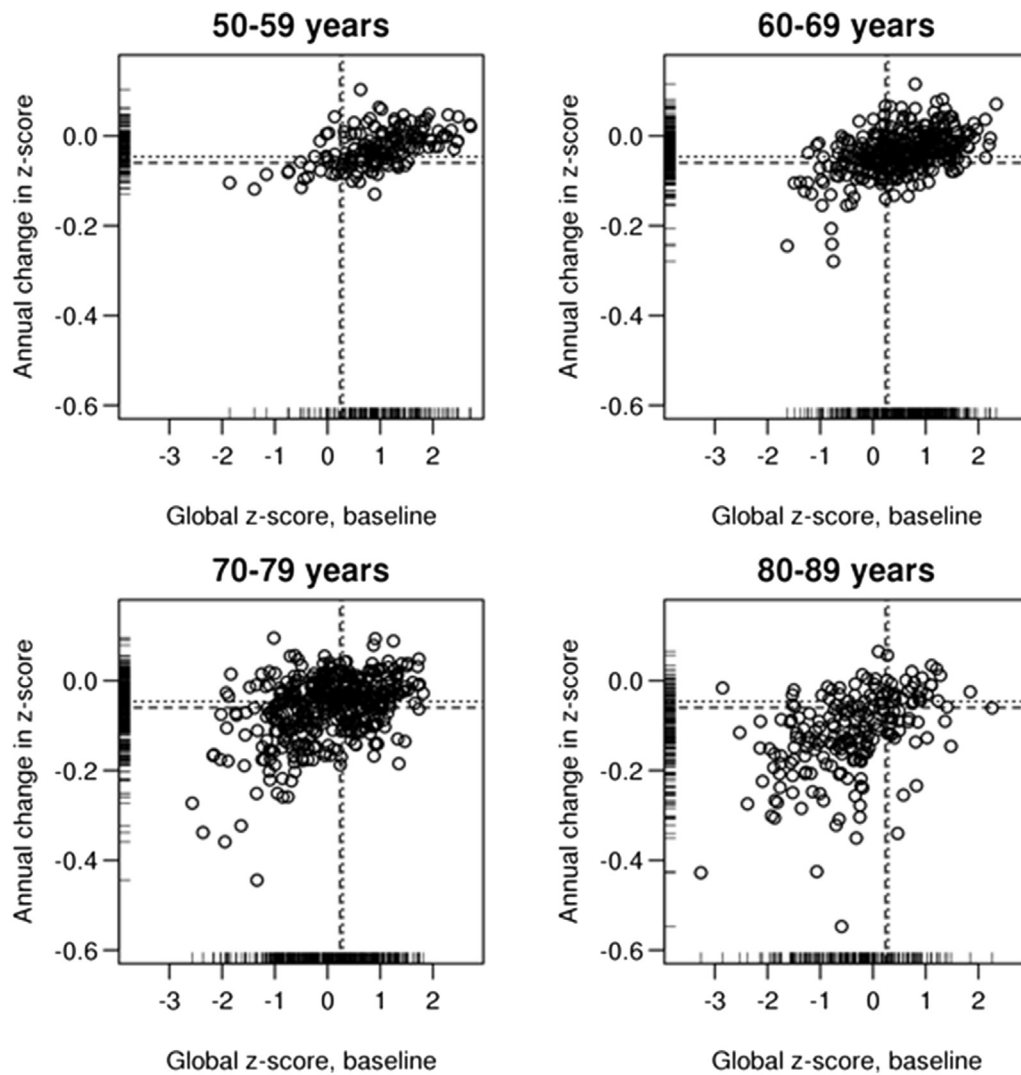 50-59 years
60-69 years
Annual change in z-score
0.0
-0.2
-0.4
-0.6
-3 -2 -1 0 1 2
Global z-score, baseline
Annual change in z-score
0.0
-0.2
-0.4
-0.6
-3 -2 -1 0 1 2
Global z-score, baseline
70-79 years
80-89 years
Annual change in z-score
0.0
-0.2
-0.4
-0.6
-3 -2 -1 0 1 2
Global z-score, baseline
Annual change in z-score
0.0
-0.2
-0.4
-0.6
-3 -2 -1 0 1 2
Global z-score, baseline